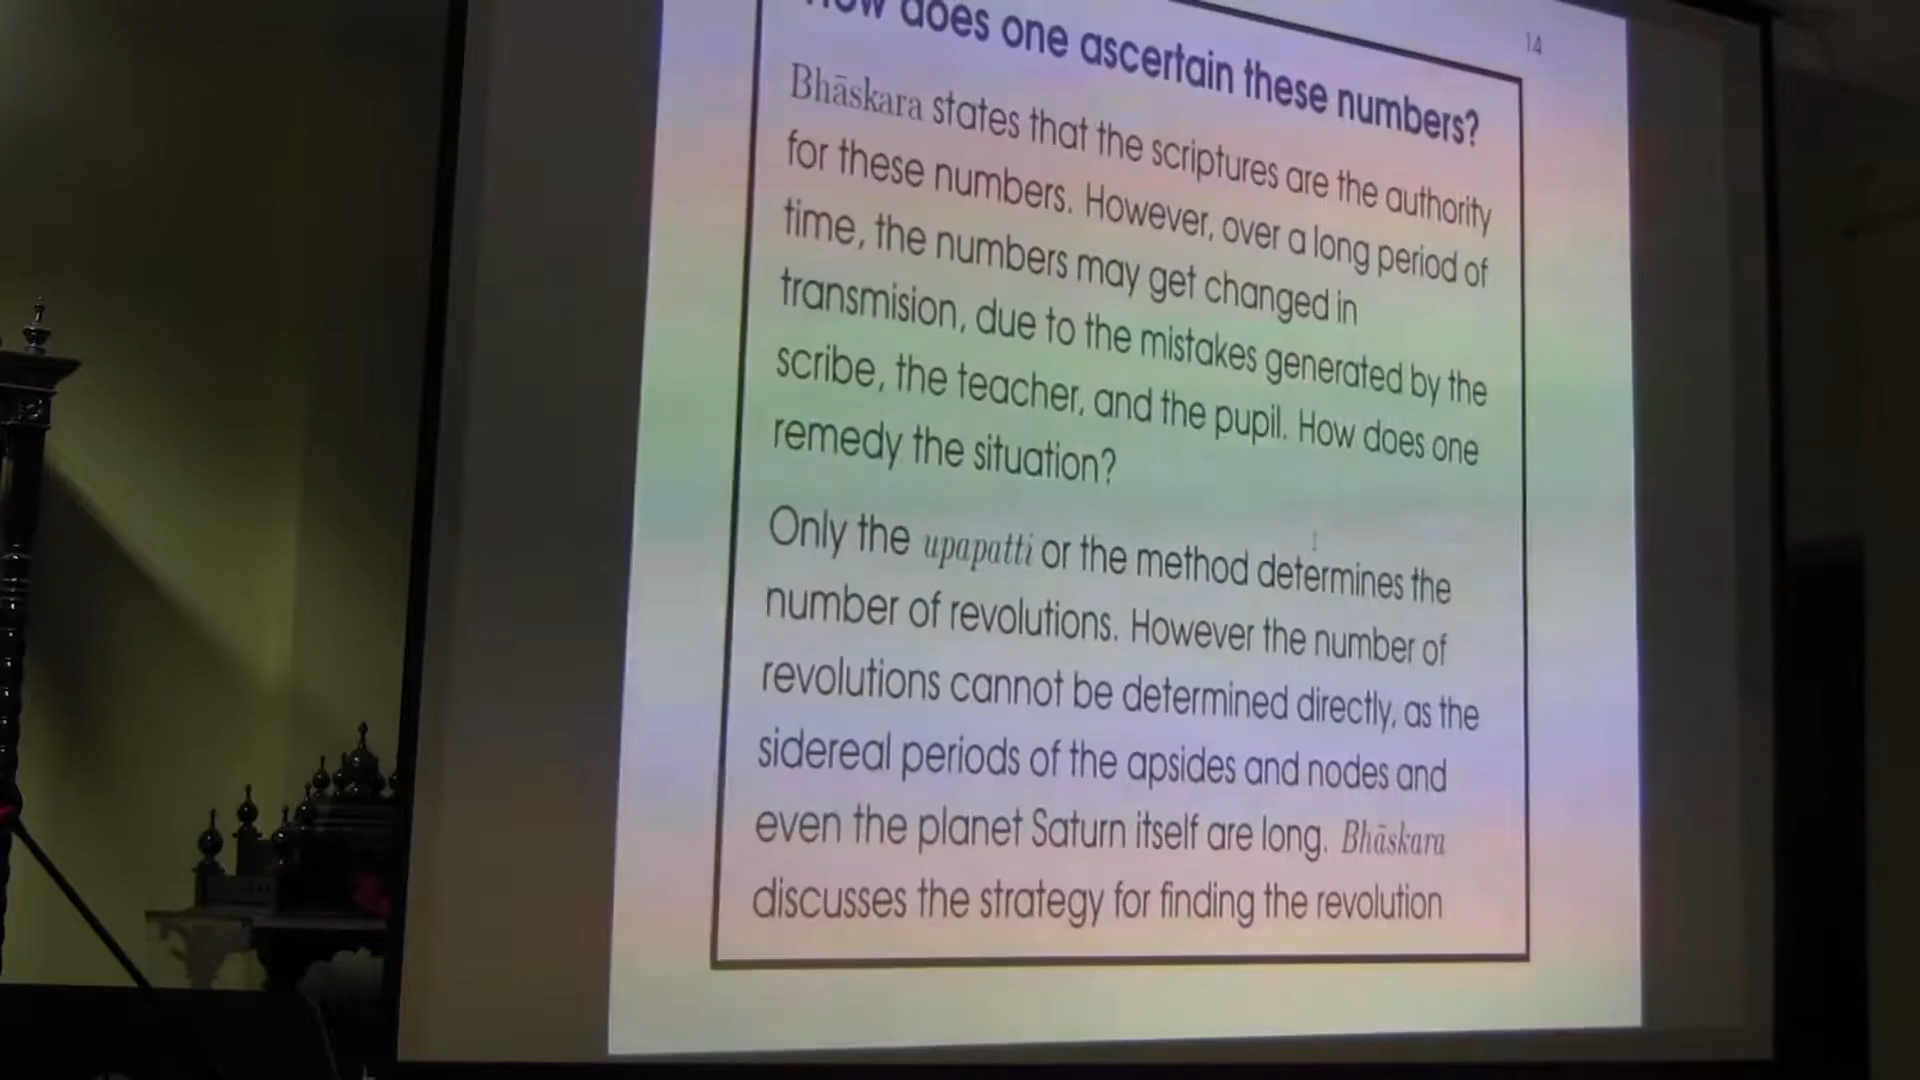 14
How does one ascertain these numbers?
Bhāskara states that the scriptures are the authority
for these numbers. However, over a long period of
time, the numbers may get changed in
transmision, due to the mistakes generated by the
scribe, the teacher, and the pupil. How does one
remedy the situation?
Only the upapatti or the method determines the
number of revolutions. However the number of
revolutions cannot be determined directly, as the
sidereal periods of the apsides and nodes and
even the planet Saturn itself are long. Bhāskara
discusses the strategy for finding the revolution